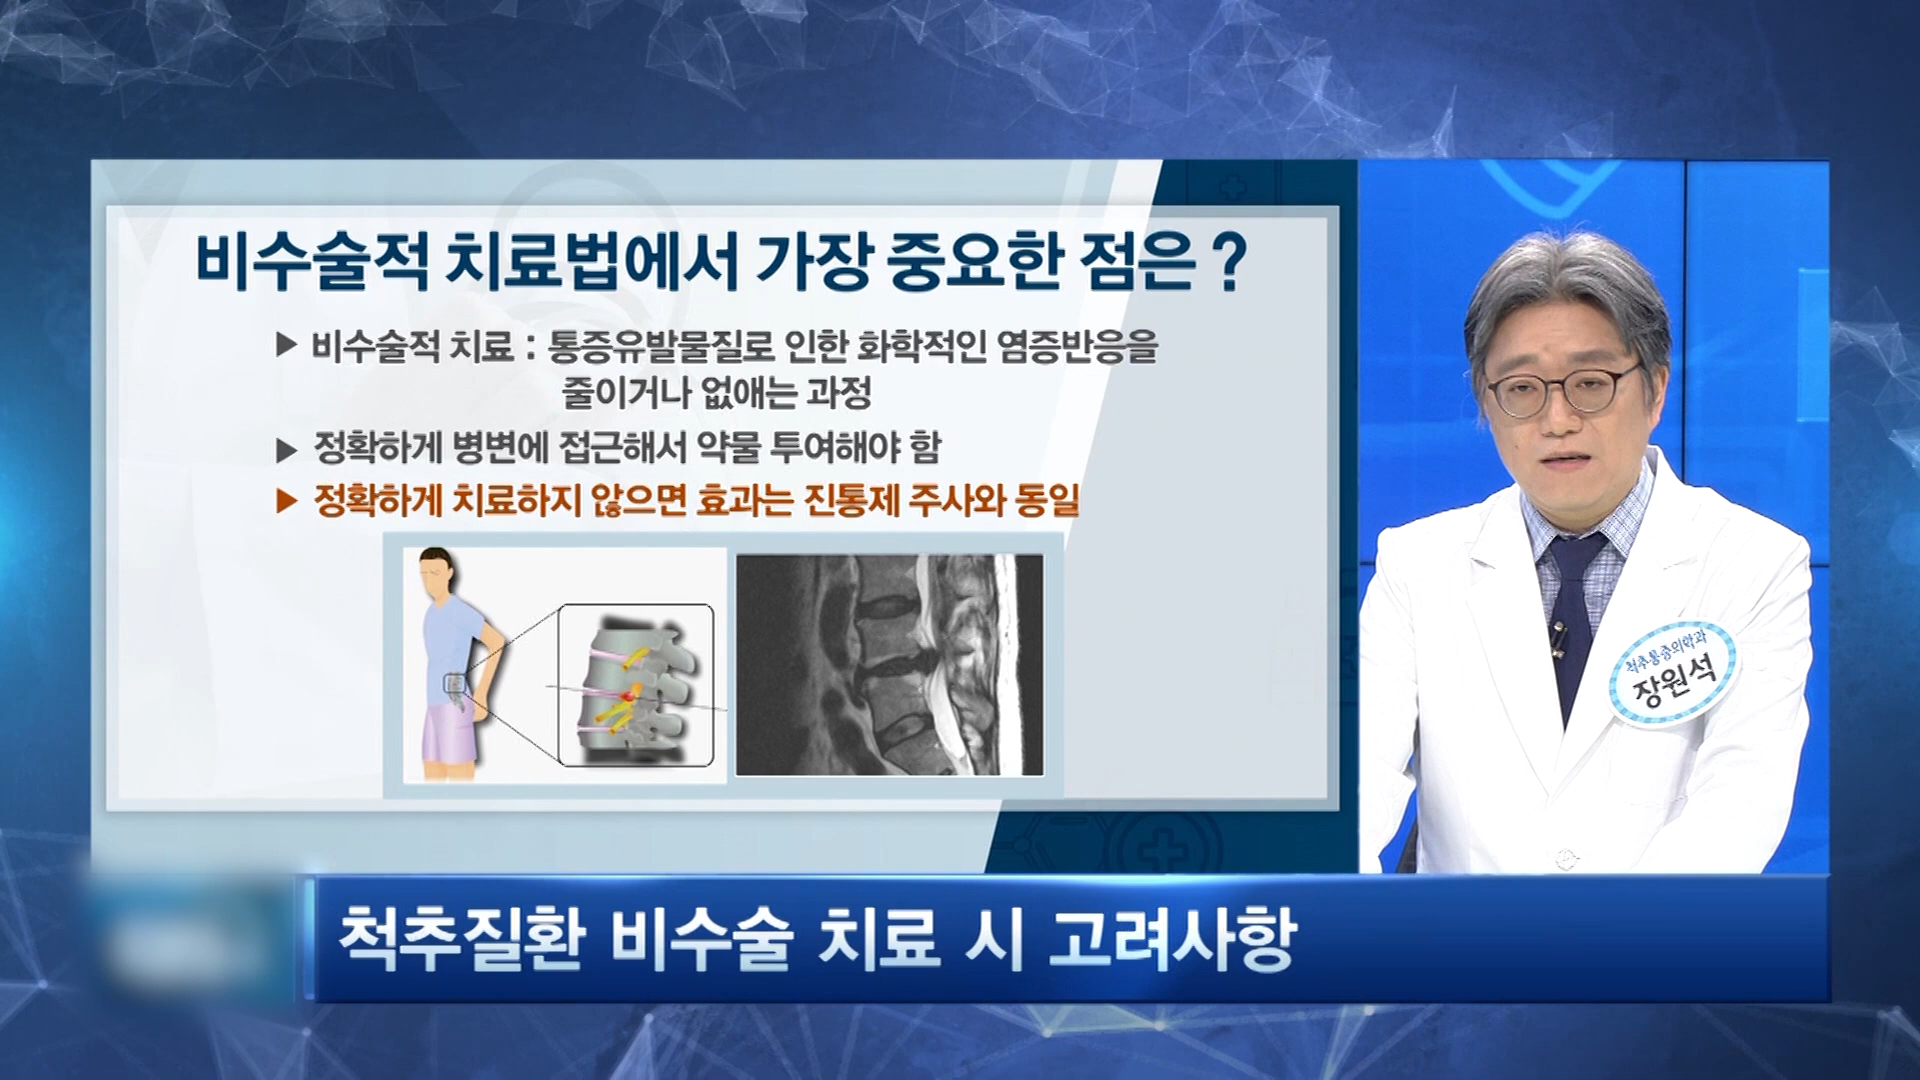 비수술적 치료법에서 가장 중요한 점은?
▶ 비수술적 치료 : 통증유발물질로 인한 화학적인 염증반응을
줄이거나 없애는 과정
▶ 정확하게 병변에 접근해서 약물 투여해야 함
▶ 정확하게 치료하지 않으면 효과는 진통제 주사와 동일
척추통증의학과
장원석
척추질환 비수술 치료 시 고려사항